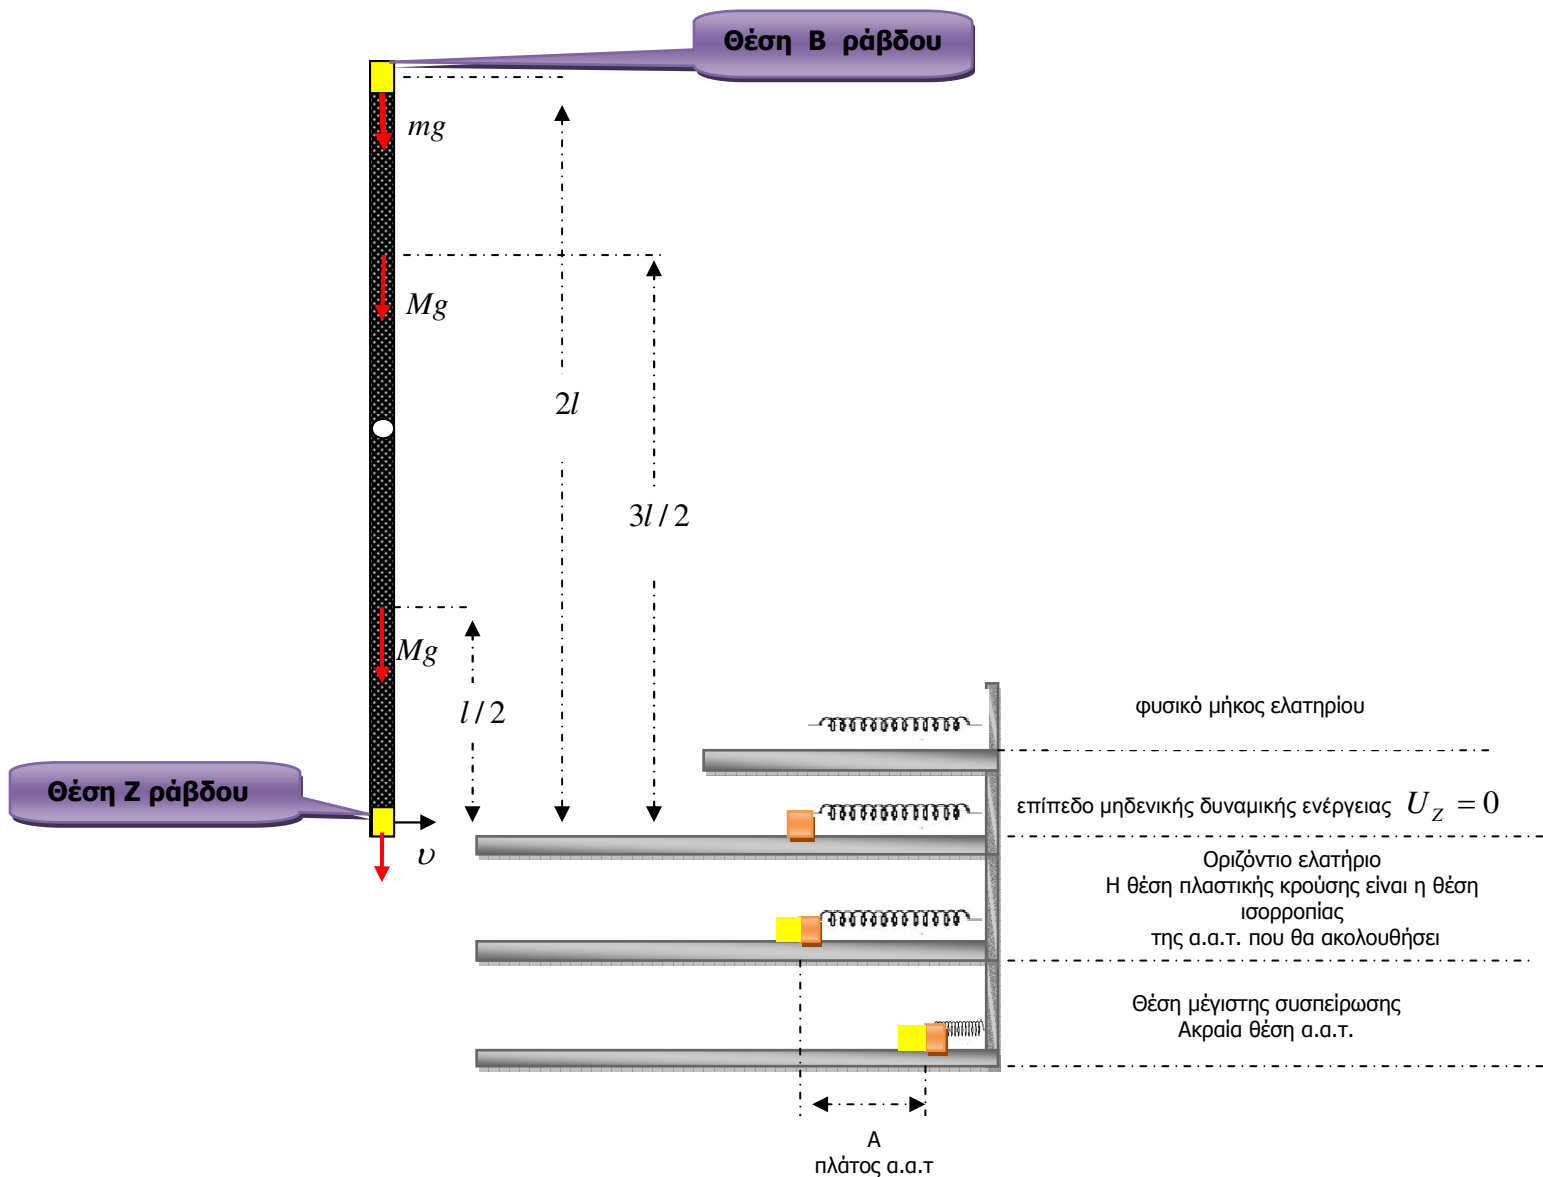 Θέση Β ράβδου
mg
Mg
2l
3l / 2
Mg
l / 2
φυσικό μήκος ελατηρίου
Θέση Ζ ράβδου
επίπεδο μηδενικής δυναμικής ενέργειας U_Z = 0
υ
Οριζόντιο ελατήριο
Η θέση πλαστικής κρούσης είναι η θέση
ισορροπίας
της α.α.τ. που θα ακολουθήσει
Θέση μέγιστης συσπείρωσης
Ακραία θέση α.α.τ.
Α
πλάτος α.α.τ